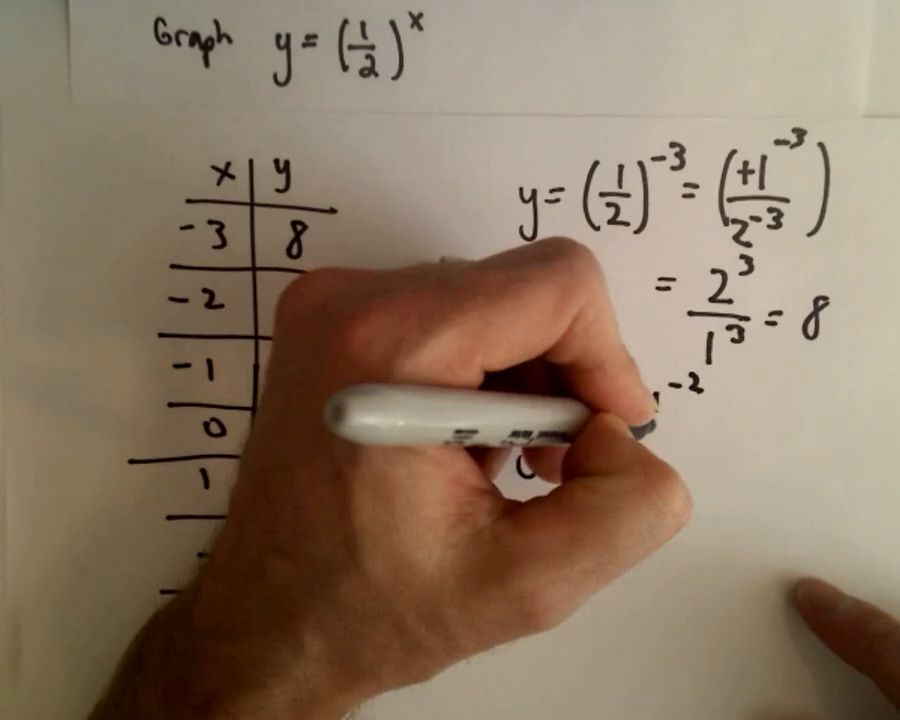 Graph y = (1/2)^x
x y
-3 8
-2
-1
0
1
y = (1/2)^-3 = (+1^-3/2^-3)
= 2^3/1^3 = 8
-2